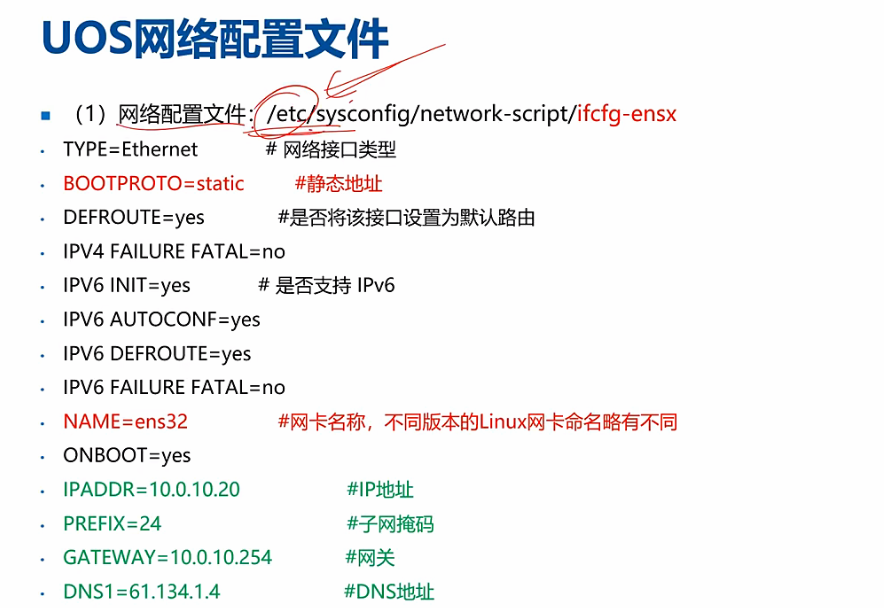 UOS网络配置文件
（1）网络配置文件：/etc/sysconfig/network-script/ifcfg-ensx
TYPE=Ethernet # 网络接口类型
BOOTPROTO=static #静态地址
DEFROUTE=yes #是否将该接口设置为默认路由
IPV4 FAILURE FATAL=no
IPV6 INIT=yes # 是否支持 IPv6
IPV6 AUTOCONF=yes
IPV6 DEFROUTE=yes
IPV6 FAILURE FATAL=no
NAME=ens32 #网卡名称，不同版本的Linux网卡命名略有不同
ONBOOT=yes
IPADDR=10.0.10.20 #IP地址
PREFIX=24 #子网掩码
GATEWAY=10.0.10.254 #网关
DNS1=61.134.1.4 #DNS地址